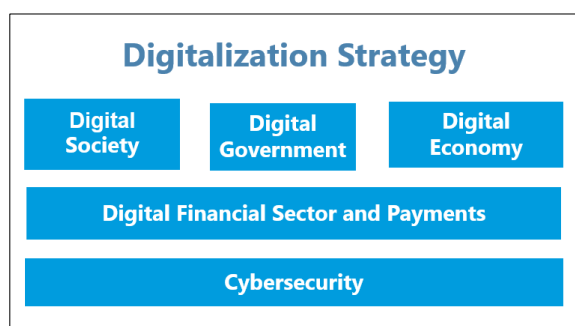 Digitalization Strategy
Digital
Society
Digital
Government
Digital
Economy
Digital Financial Sector and Payments
Cybersecurity